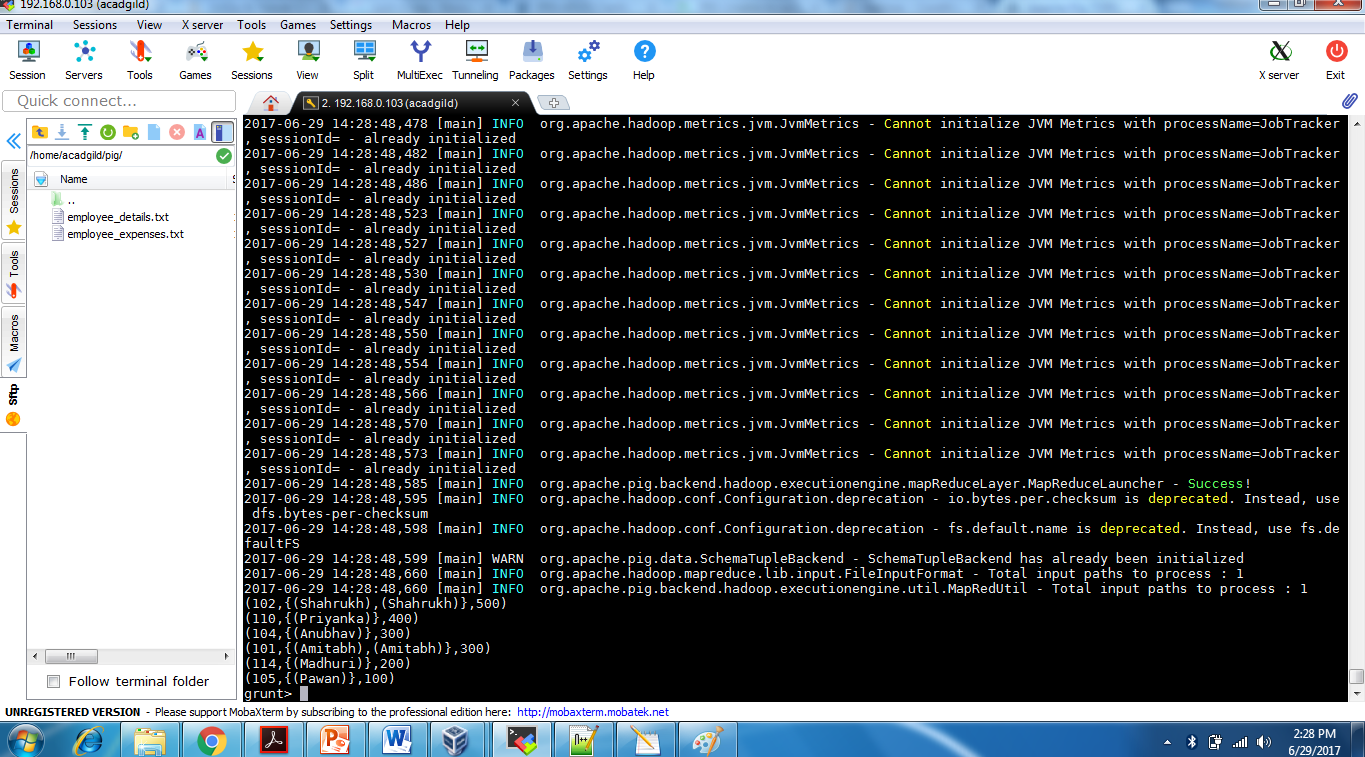 192.168.0.103 (acadgild)
Terminal Sessions View X server Tools Games Settings Macros Help
Session Servers Tools Games Sessions View Split MultiExec Tunneling Packages Settings Help X server Exit
Quick connect...
2. 192.168.0.103 (acadgild)
/home/acadgild/pig/
Name S
..
employee_details.txt
employee_expenses.txt
Sessions
Tools
Macros
Sftp
Follow terminal folder
2017-06-29 14:28:48,478 [main] INFO  org.apache.hadoop.metrics.jvm.JvmMetrics - Cannot initialize JVM Metrics with processName=JobTracker
, sessionId= - already initialized
2017-06-29 14:28:48,482 [main] INFO  org.apache.hadoop.metrics.jvm.JvmMetrics - Cannot initialize JVM Metrics with processName=JobTracker
, sessionId= - already initialized
2017-06-29 14:28:48,486 [main] INFO  org.apache.hadoop.metrics.jvm.JvmMetrics - Cannot initialize JVM Metrics with processName=JobTracker
, sessionId= - already initialized
2017-06-29 14:28:48,523 [main] INFO  org.apache.hadoop.metrics.jvm.JvmMetrics - Cannot initialize JVM Metrics with processName=JobTracker
, sessionId= - already initialized
2017-06-29 14:28:48,527 [main] INFO  org.apache.hadoop.metrics.jvm.JvmMetrics - Cannot initialize JVM Metrics with processName=JobTracker
, sessionId= - already initialized
2017-06-29 14:28:48,530 [main] INFO  org.apache.hadoop.metrics.jvm.JvmMetrics - Cannot initialize JVM Metrics with processName=JobTracker
, sessionId= - already initialized
2017-06-29 14:28:48,547 [main] INFO  org.apache.hadoop.metrics.jvm.JvmMetrics - Cannot initialize JVM Metrics with processName=JobTracker
, sessionId= - already initialized
2017-06-29 14:28:48,550 [main] INFO  org.apache.hadoop.metrics.jvm.JvmMetrics - Cannot initialize JVM Metrics with processName=JobTracker
, sessionId= - already initialized
2017-06-29 14:28:48,554 [main] INFO  org.apache.hadoop.metrics.jvm.JvmMetrics - Cannot initialize JVM Metrics with processName=JobTracker
, sessionId= - already initialized
2017-06-29 14:28:48,566 [main] INFO  org.apache.hadoop.metrics.jvm.JvmMetrics - Cannot initialize JVM Metrics with processName=JobTracker
, sessionId= - already initialized
2017-06-29 14:28:48,570 [main] INFO  org.apache.hadoop.metrics.jvm.JvmMetrics - Cannot initialize JVM Metrics with processName=JobTracker
, sessionId= - already initialized
2017-06-29 14:28:48,573 [main] INFO  org.apache.hadoop.metrics.jvm.JvmMetrics - Cannot initialize JVM Metrics with processName=JobTracker
, sessionId= - already initialized
2017-06-29 14:28:48,585 [main] INFO  org.apache.pig.backend.hadoop.executionengine.mapReduceLayer.MapReduceLauncher - Success!
2017-06-29 14:28:48,595 [main] INFO  org.apache.hadoop.conf.Configuration.deprecation - io.bytes.per.checksum is deprecated. Instead, use
 dfs.bytes-per-checksum
2017-06-29 14:28:48,598 [main] INFO  org.apache.hadoop.conf.Configuration.deprecation - fs.default.name is deprecated. Instead, use fs.de
faultFS
2017-06-29 14:28:48,599 [main] WARN  org.apache.pig.data.SchemaTupleBackend - SchemaTupleBackend has already been initialized
2017-06-29 14:28:48,660 [main] INFO  org.apache.hadoop.mapreduce.lib.input.FileInputFormat - Total input paths to process : 1
2017-06-29 14:28:48,660 [main] INFO  org.apache.pig.backend.hadoop.executionengine.util.MapRedUtil - Total input paths to process : 1
(102,{(Shahrukh),(Shahrukh)},500)
(110,{(Priyanka)},400)
(104,{(Anubhav)},300)
(101,{(Amitabh),(Amitabh)},300)
(114,{(Madhuri)},200)
(105,{(Pawan)},100)
grunt>
UNREGISTERED VERSION - Please support MobaXterm by subscribing to the professional edition here: http://mobaxterm.mobatek.net
2:28 PM
6/29/2017